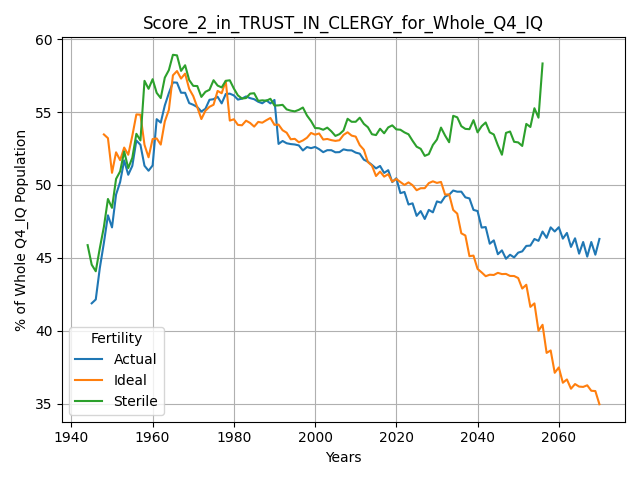 Score_2_in_TRUST_IN_CLERGY_for_Whole_Q4_IQ
% of Whole Q4_IQ Population
60
55
50
45
40
35
Fertility
Actual
Ideal
Sterile
1940 1960 1980 2000 2020 2040 2060
Years